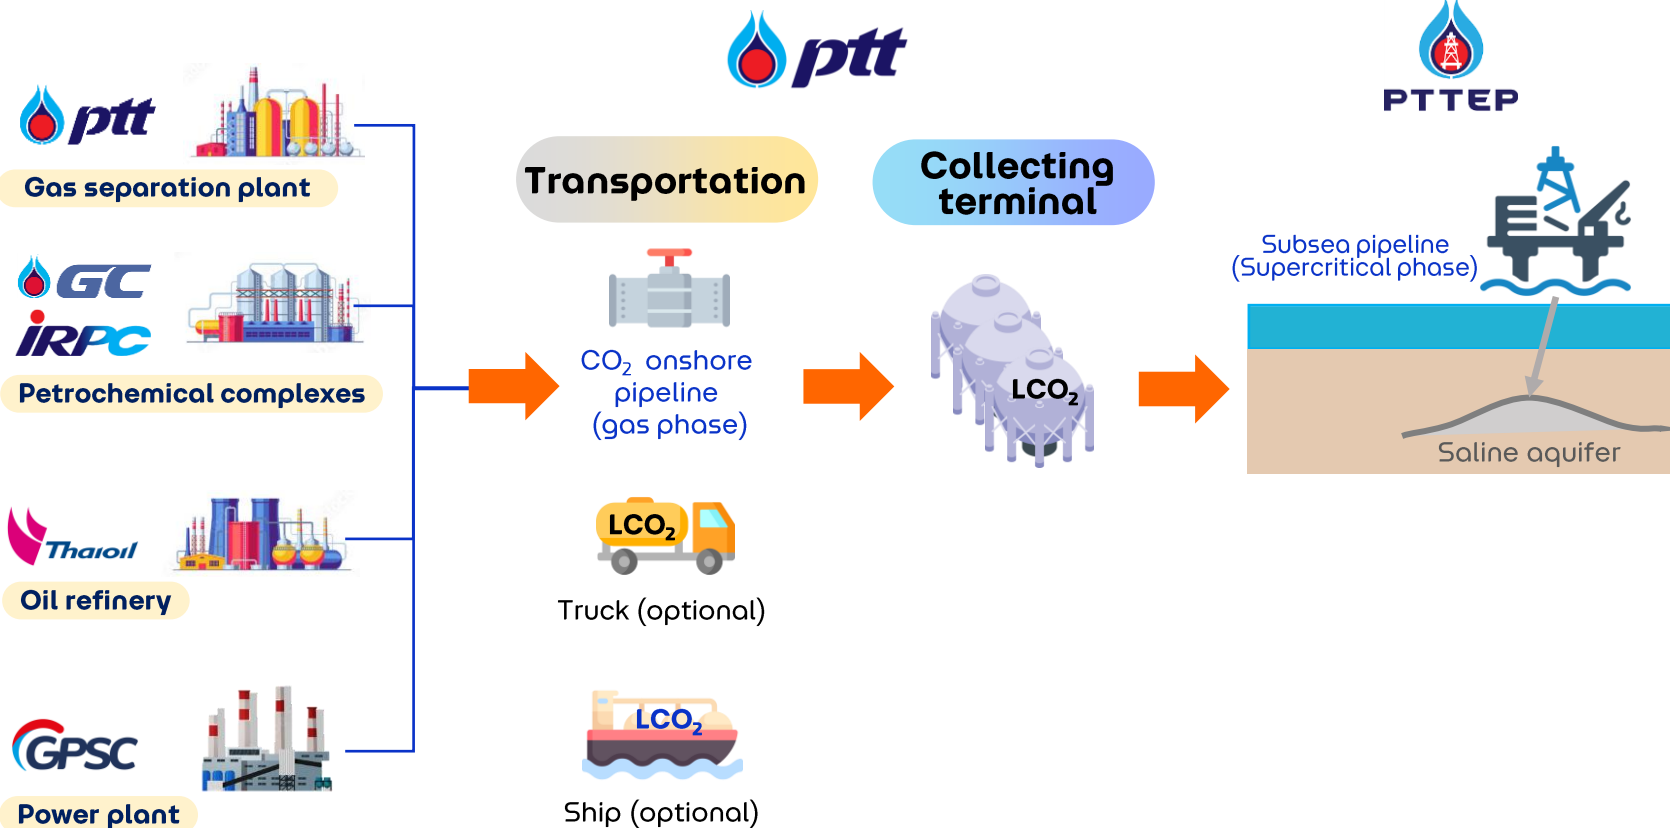 ptt
Gas separation plant
GC
IRPC
Petrochemical complexes
Thaioil
Oil refinery
GPSC
Power plant
ptt
Transportation
CO₂ onshore
pipeline
(gas phase)
LCO₂
Truck (optional)
LCO₂
Ship (optional)
Collecting
terminal
LCO₂
PTTEP
Subsea pipeline
(Supercritical phase)
Saline aquifer